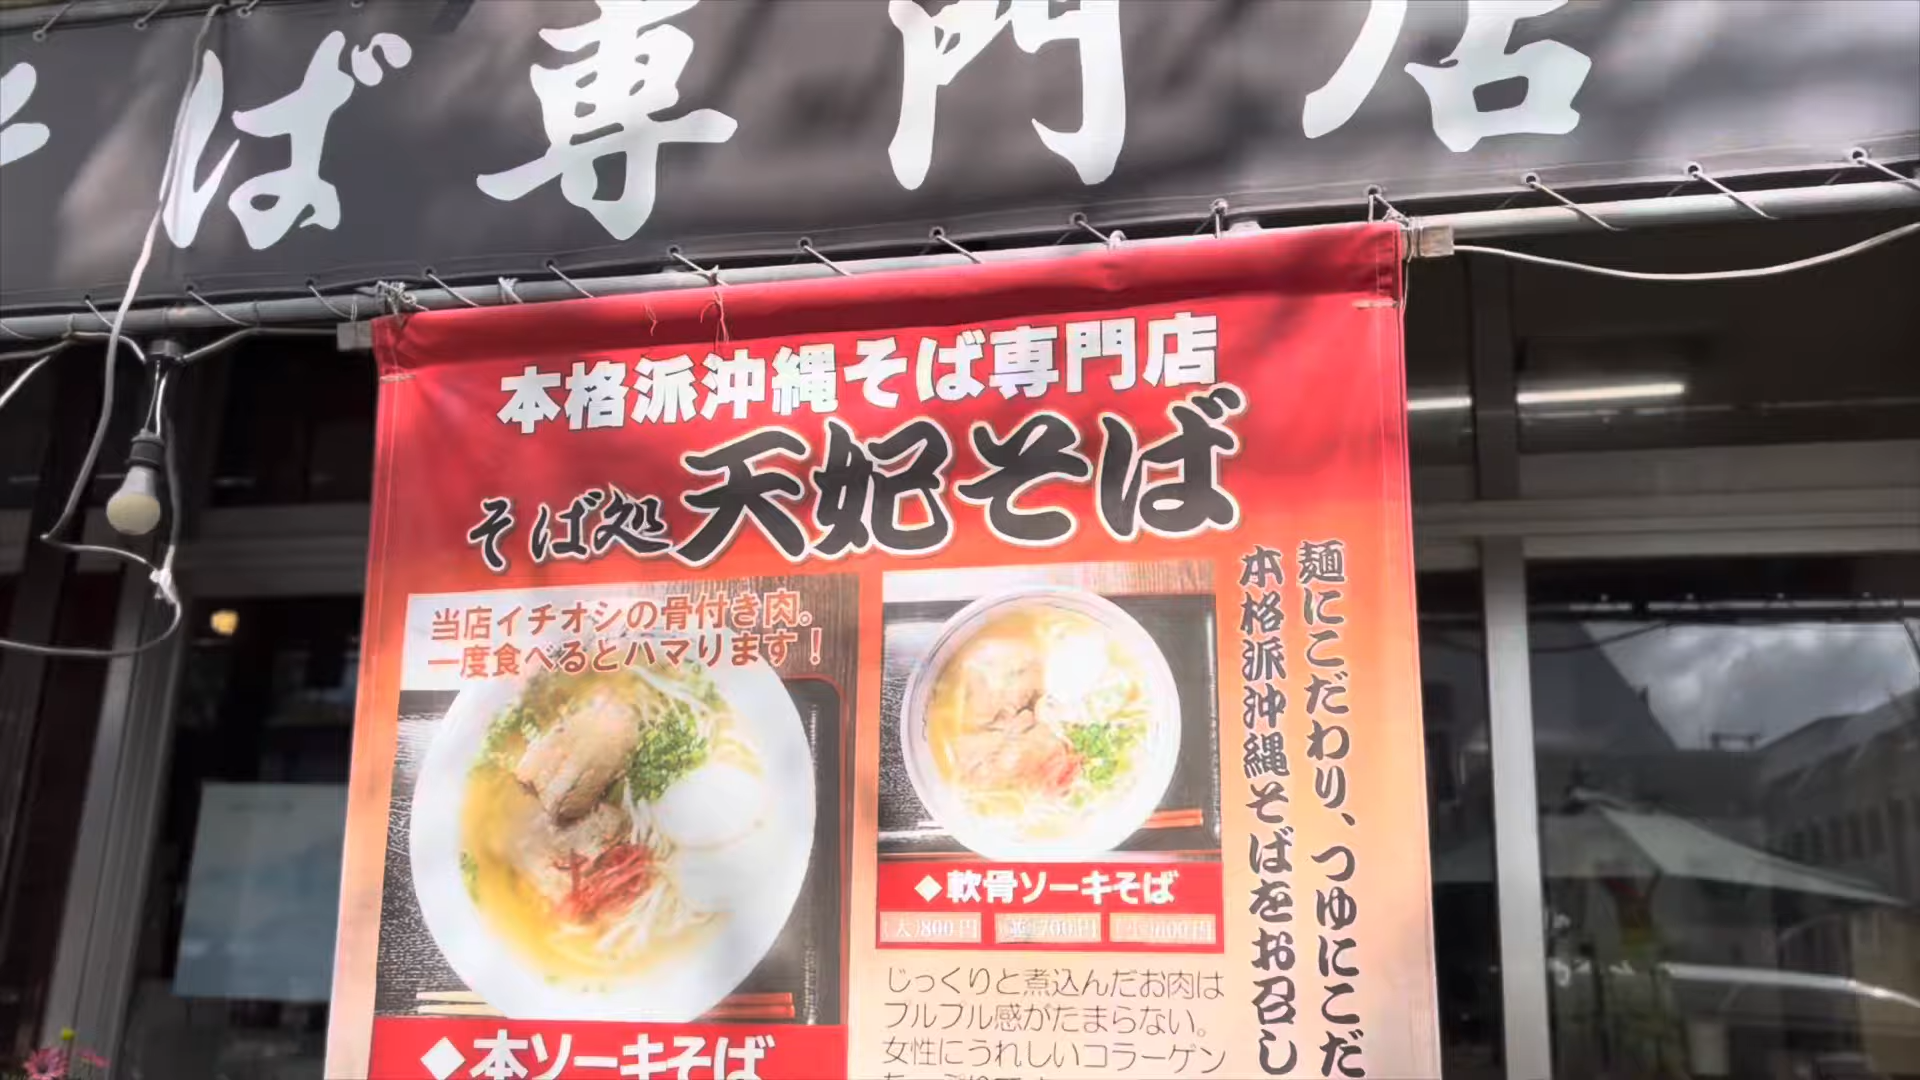 そば専門店
本格派沖縄そば専門店
そば処 天妃そば
当店イチオシの骨付き肉。
一度食べるとハマります！
麺にこだわり、つゆにこだ
本格派沖縄そばをお召し
◆軟骨ソーキそば
(大)800円 700円 600円
じっくりと煮込んだお肉は
プルプル感がたまらない。
女性にうれしいコラーゲン
◆本ソーキそば